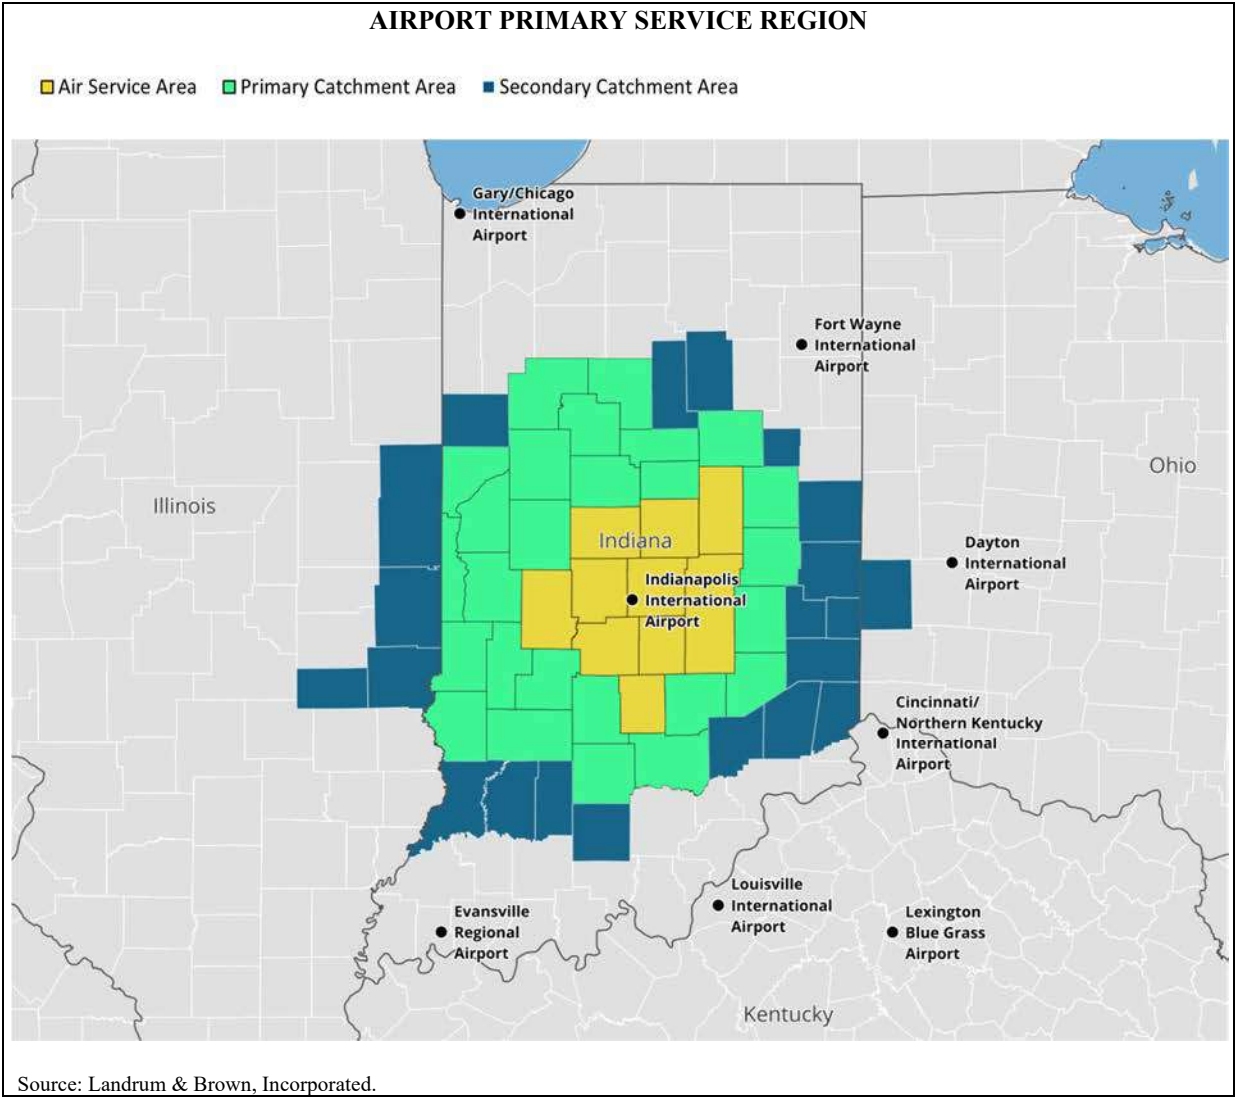 AIRPORT PRIMARY SERVICE REGION
Air Service Area Primary Catchment Area Secondary Catchment Area
Gary/Chicago
International
Airport
Fort Wayne
International
Airport
Ohio
Illinois
Indiana
Dayton
International
Airport
Indianapolis
International
Airport
Cincinnati/
Northern Kentucky
International
Airport
Louisville
International
Airport
Evansville
Regional
Airport
Lexington
Blue Grass
Airport
Kentucky
Source: Landrum & Brown, Incorporated.